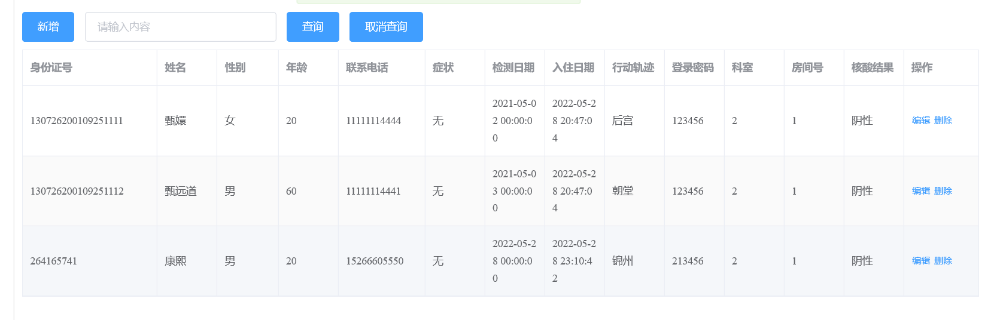 新增 请输入内容 查询 取消查询
身份证号 姓名 性别 年龄 联系电话 症状 检测日期 入住日期 行动轨迹 登录密码 科室 房间号 核酸结果 操作
130726200109251111 甄嬛 女 20 11111114444 无 2021-05-02 00:00:00 2022-05-28 20:47:04 后宫 123456 2 1 阴性 编辑 删除
130726200109251112 甄远道 男 60 11111114441 无 2021-05-03 00:00:00 2022-05-28 20:47:04 朝堂 123456 2 1 阴性 编辑 删除
264165741 康熙 男 20 15266605550 无 2022-05-28 00:00:00 2022-05-28 23:10:42 锦州 213456 2 1 阴性 编辑 删除